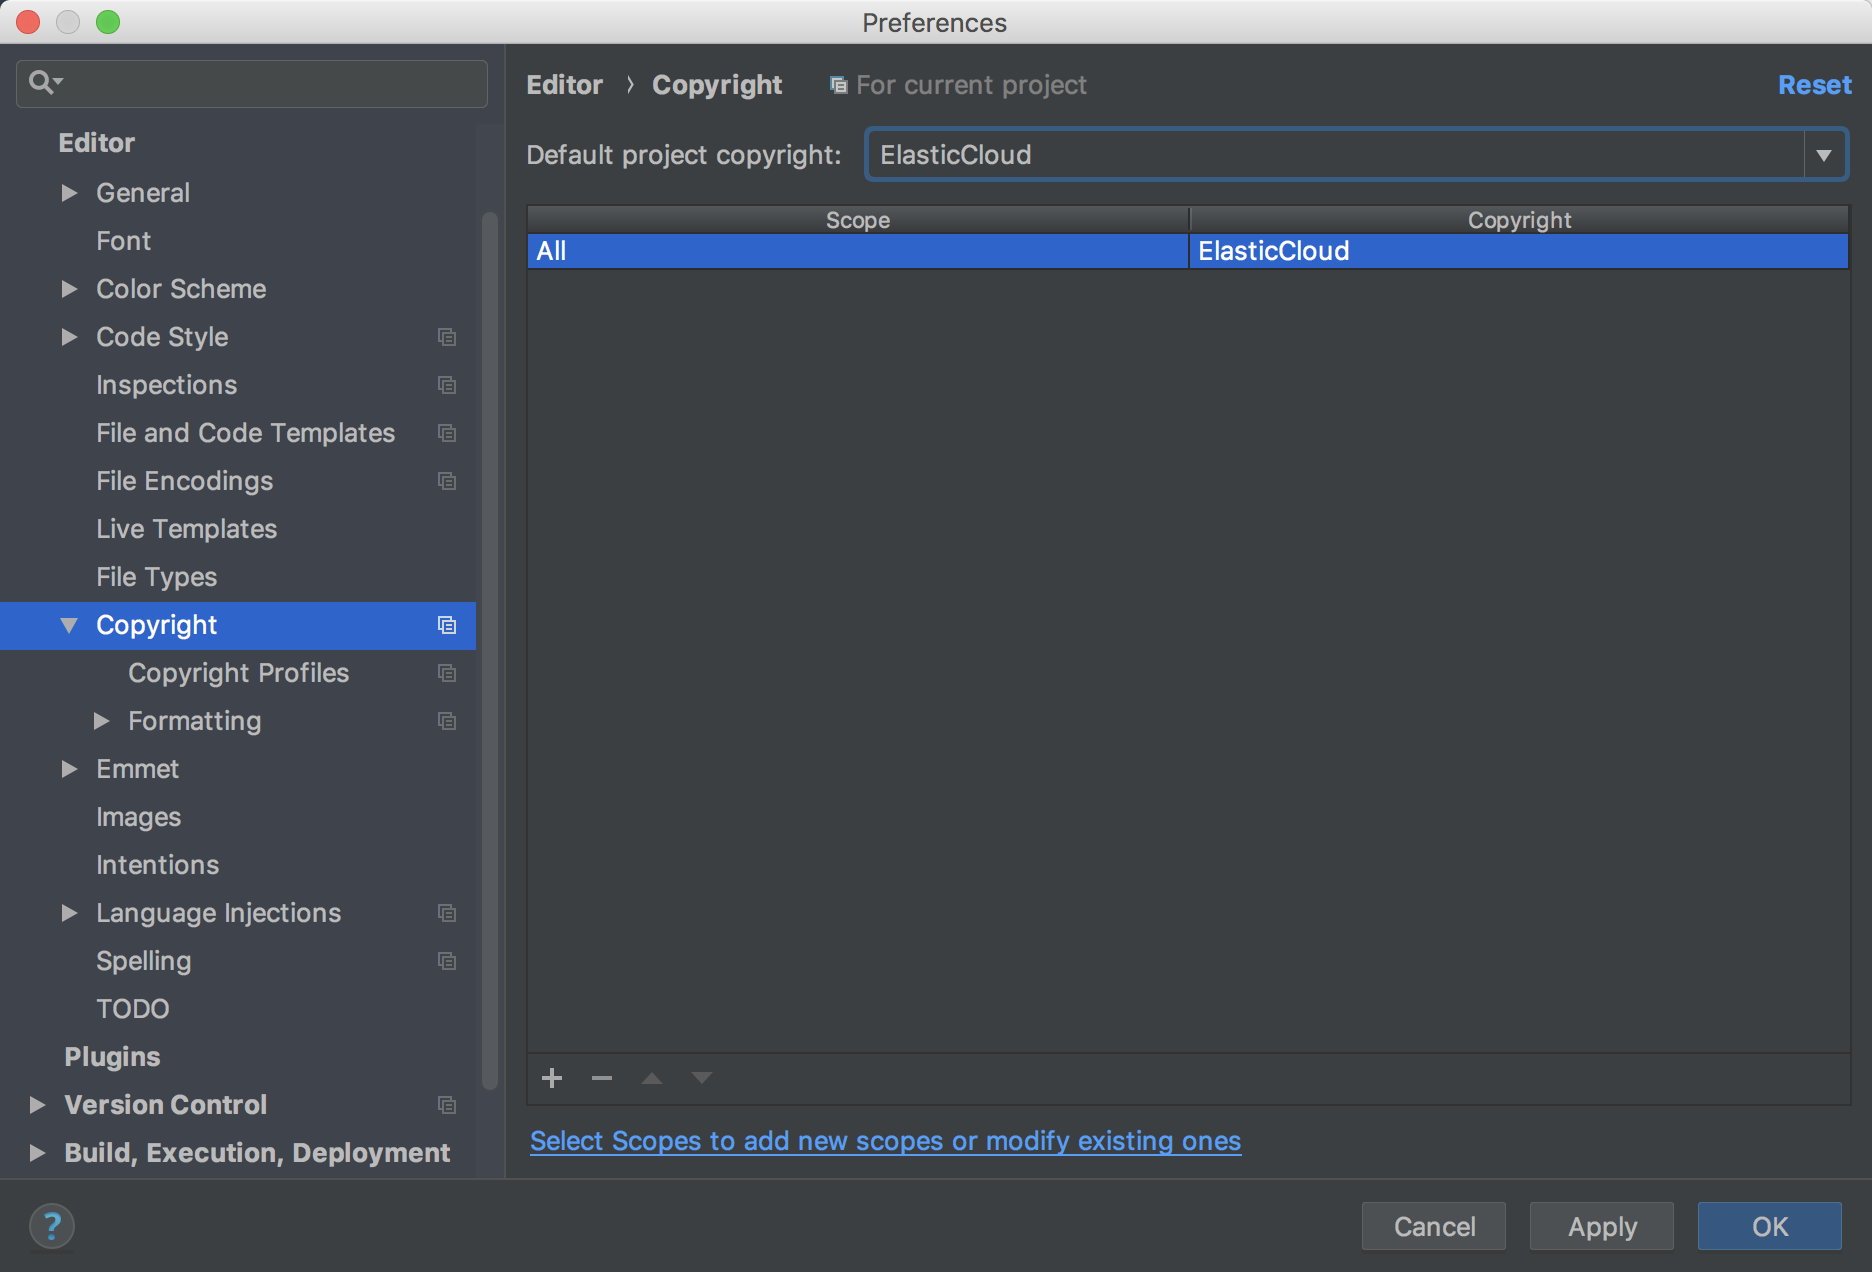 Preferences
Editor
General
Font
Color Scheme
Code Style
Inspections
File and Code Templates
File Encodings
Live Templates
File Types
Copyright
Copyright Profiles
Formatting
Emmet
Images
Intentions
Language Injections
Spelling
TODO
Plugins
Version Control
Build, Execution, Deployment
Editor › Copyright For current project Reset
Default project copyright: ElasticCloud
Scope Copyright
All ElasticCloud
Select Scopes to add new scopes or modify existing ones
? Cancel Apply OK